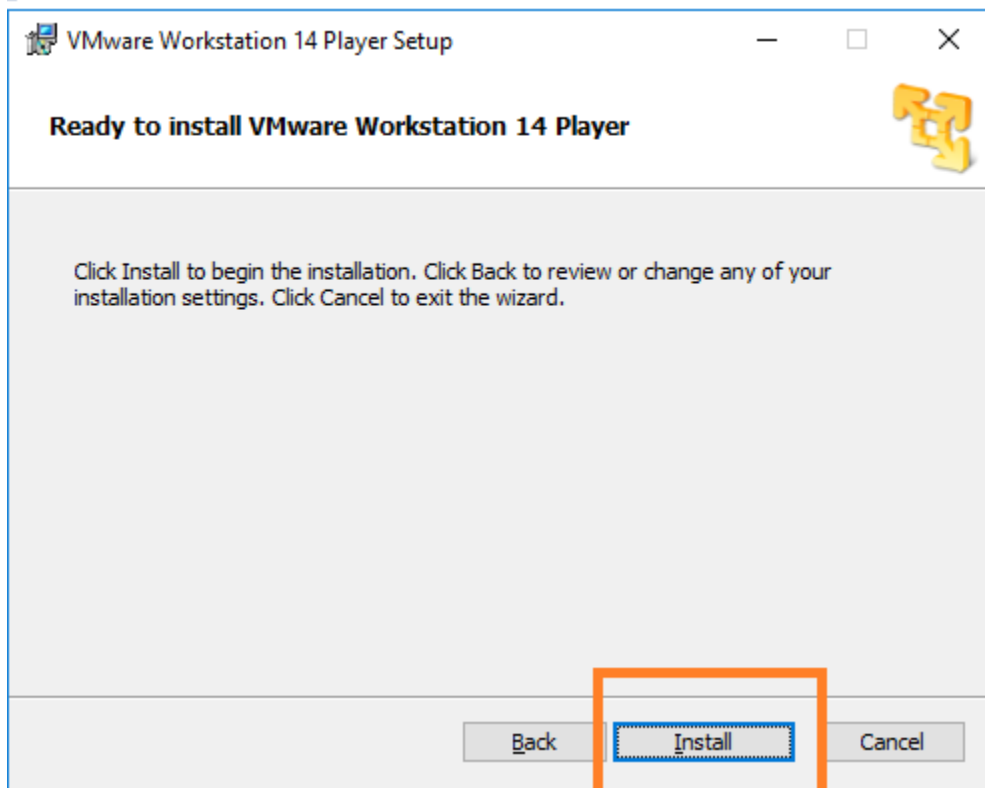 VMware Workstation 14 Player Setup
Ready to install VMware Workstation 14 Player
Click Install to begin the installation. Click Back to review or change any of your
installation settings. Click Cancel to exit the wizard.
Back Install Cancel